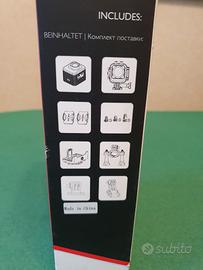 INCLUDES:
BEINHALTET | Комплект поставки:
Made in China
subito